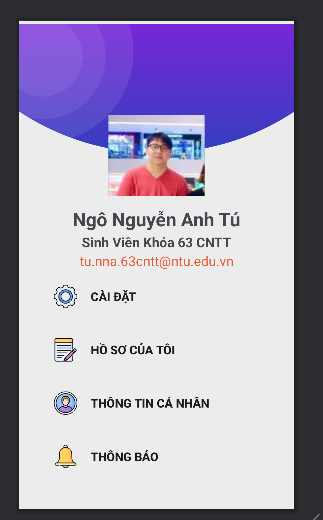 Ngô Nguyễn Anh Tú
Sinh Viên Khóa 63 CNTT
tu.nna.63cntt@ntu.edu.vn
CÀI ĐẶT
HỒ SƠ CỦA TÔI
THÔNG TIN CÁ NHÂN
THÔNG BÁO